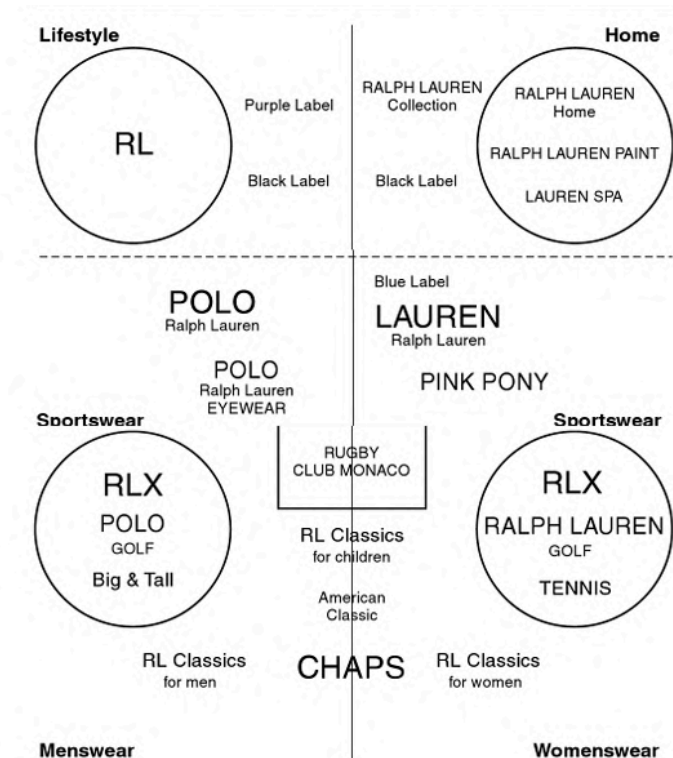 Lifestyle
Home
RL
Purple Label
Black Label
RALPH LAUREN
Collection
Black Label
RALPH LAUREN
Home
RALPH LAUREN PAINT
LAUREN SPA
POLO
Ralph Lauren
Blue Label
LAUREN
Ralph Lauren
POLO
Ralph Lauren
EYEWEAR
PINK PONY
Sportswear
Sportswear
RUGBY
CLUB MONACO
RLX
POLO
GOLF
Big & Tall
RLX
RALPH LAUREN
GOLF
TENNIS
RL Classics
for children
American
Classic
RL Classics
for men
CHAPS
RL Classics
for women
Menswear
Womenswear